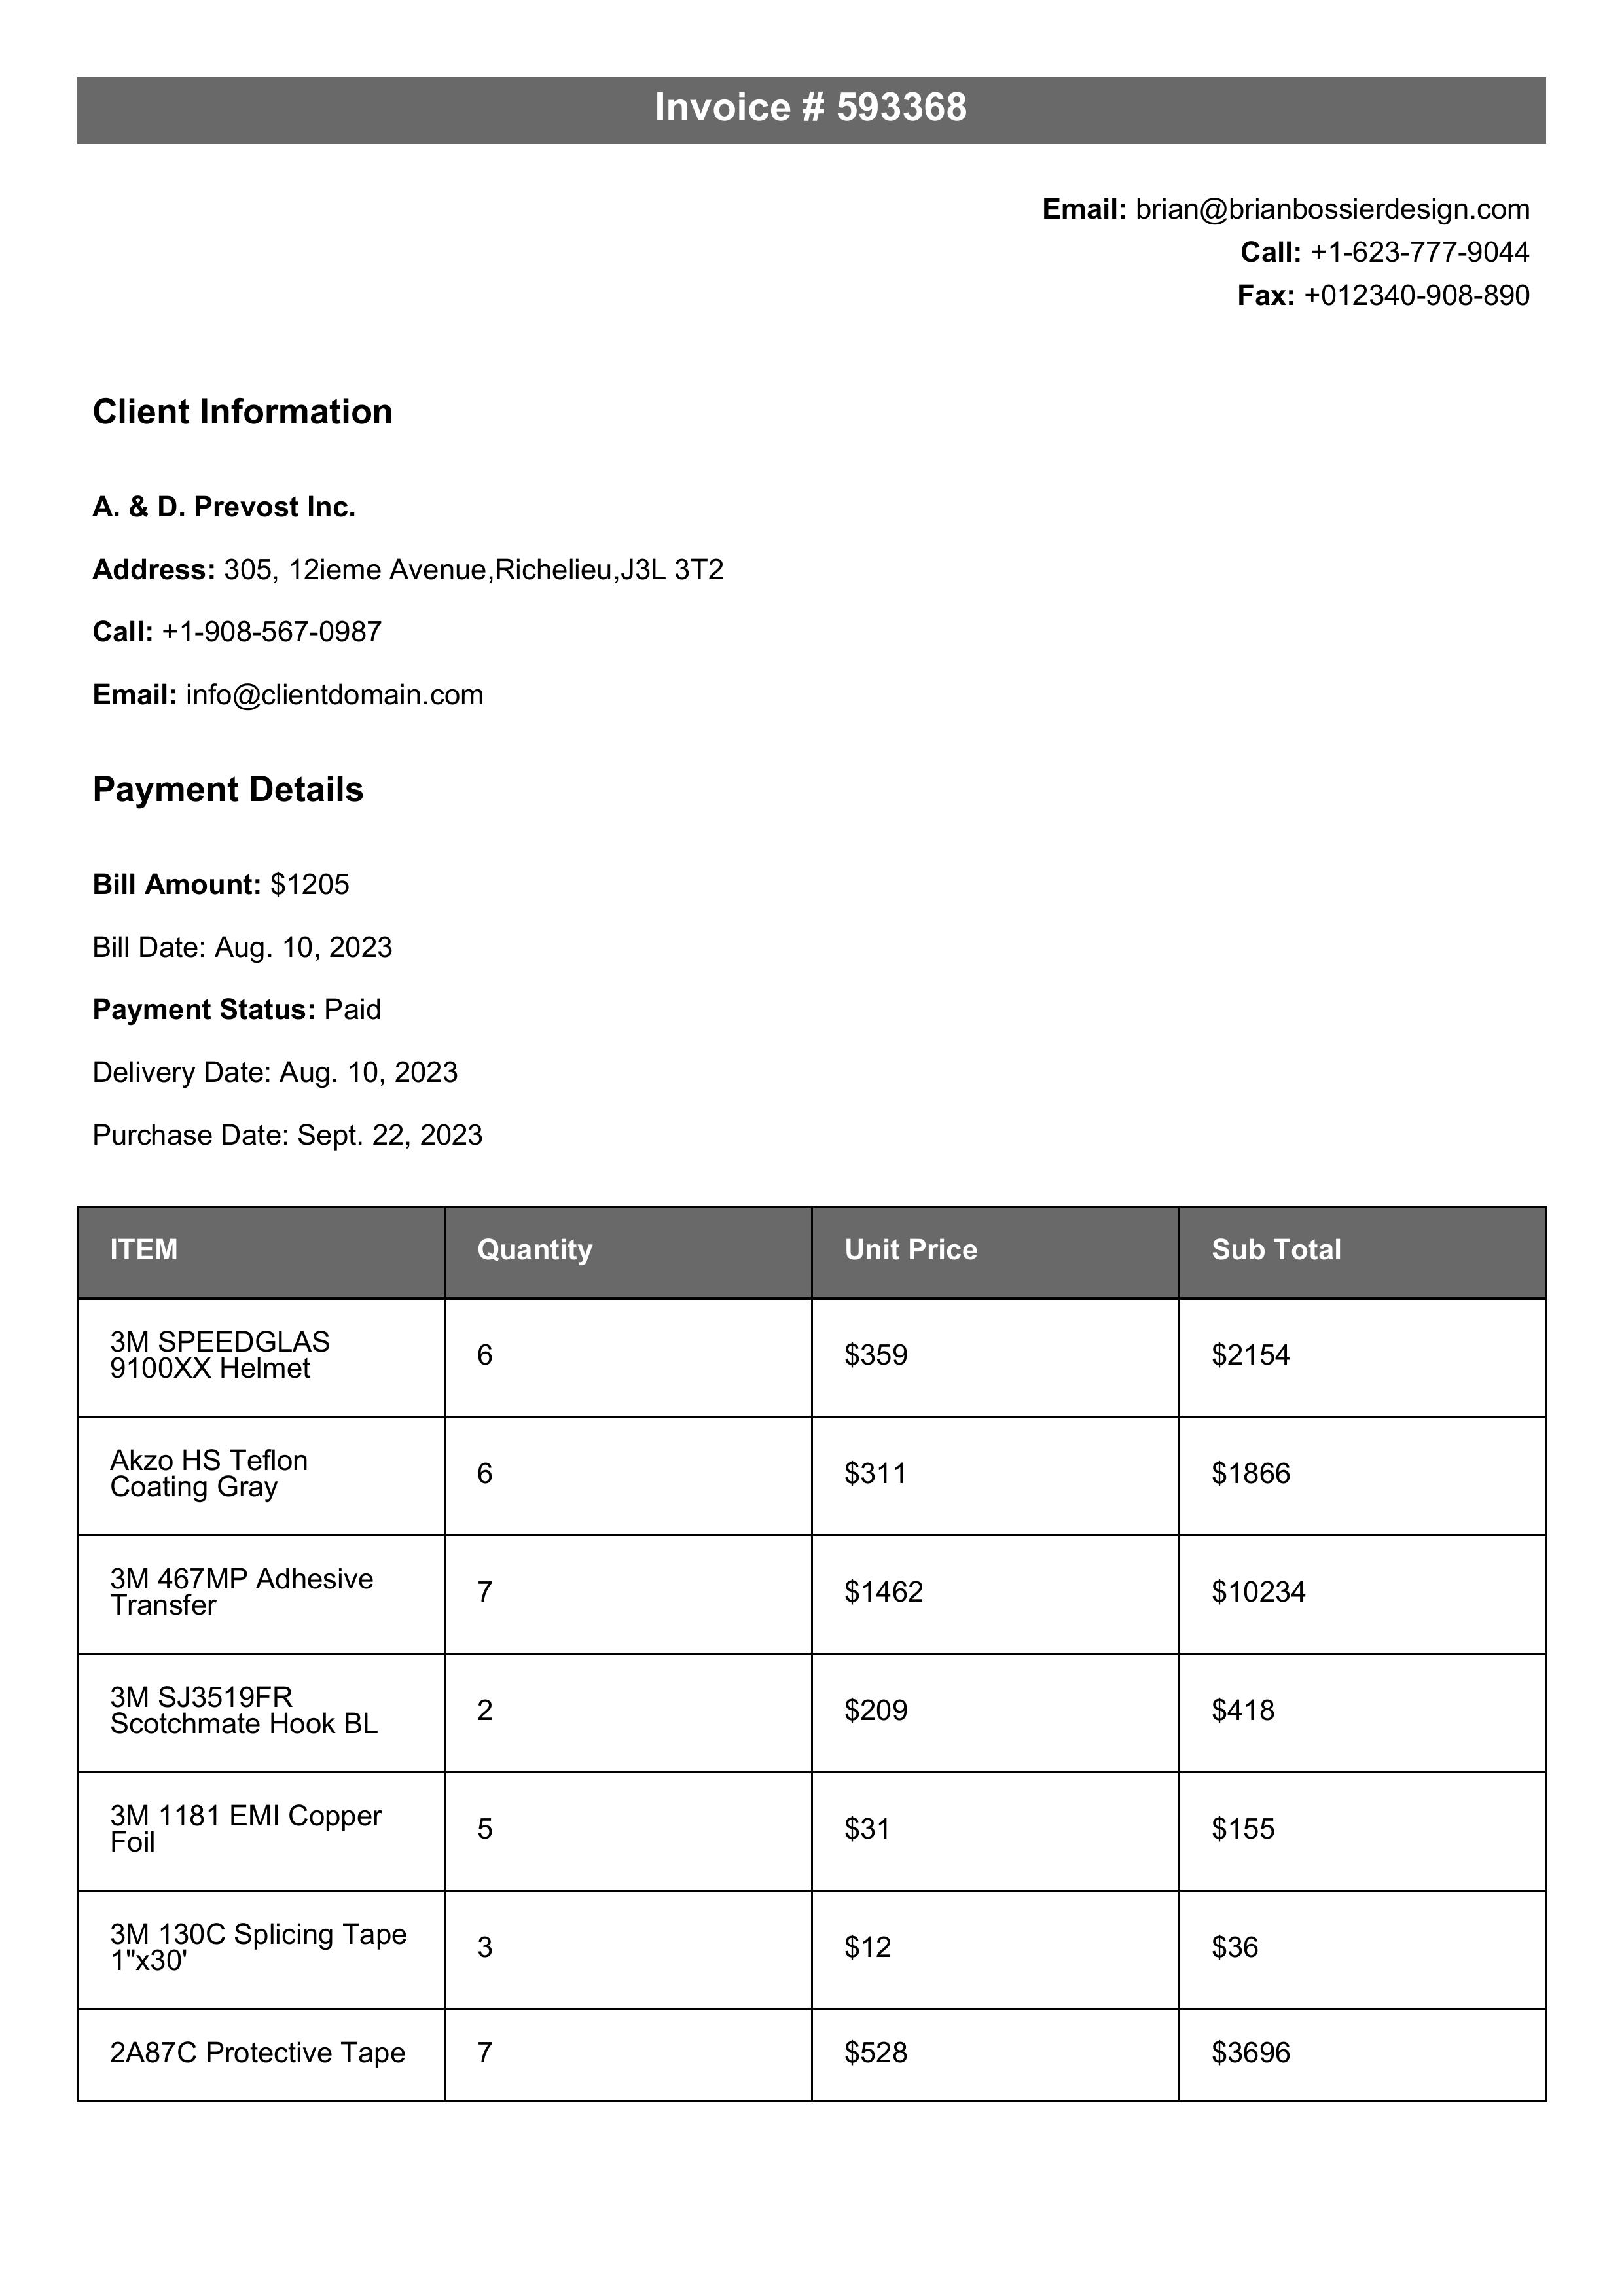 Invoice # 593368
Email: brian@brianbossierdesign.com
Call: +1-623-777-9044
Fax: +012340-908-890
Client Information
A. & D. Prevost Inc.
Address: 305, 12ieme Avenue,Richelieu,J3L 3T2
Call: +1-908-567-0987
Email: info@clientdomain.com
Payment Details
Bill Amount: $1205
Bill Date: Aug. 10, 2023
Payment Status: Paid
Delivery Date: Aug. 10, 2023
Purchase Date: Sept. 22, 2023
ITEM Quantity Unit Price Sub Total
3M SPEEDGLAS
9100XX Helmet 6 $359 $2154
Akzo HS Teflon
Coating Gray 6 $311 $1866
3M 467MP Adhesive
Transfer 7 $1462 $10234
3M SJ3519FR
Scotchmate Hook BL 2 $209 $418
3M 1181 EMI Copper
Foil 5 $31 $155
3M 130C Splicing Tape
1"x30' 3 $12 $36
2A87C Protective Tape 7 $528 $3696